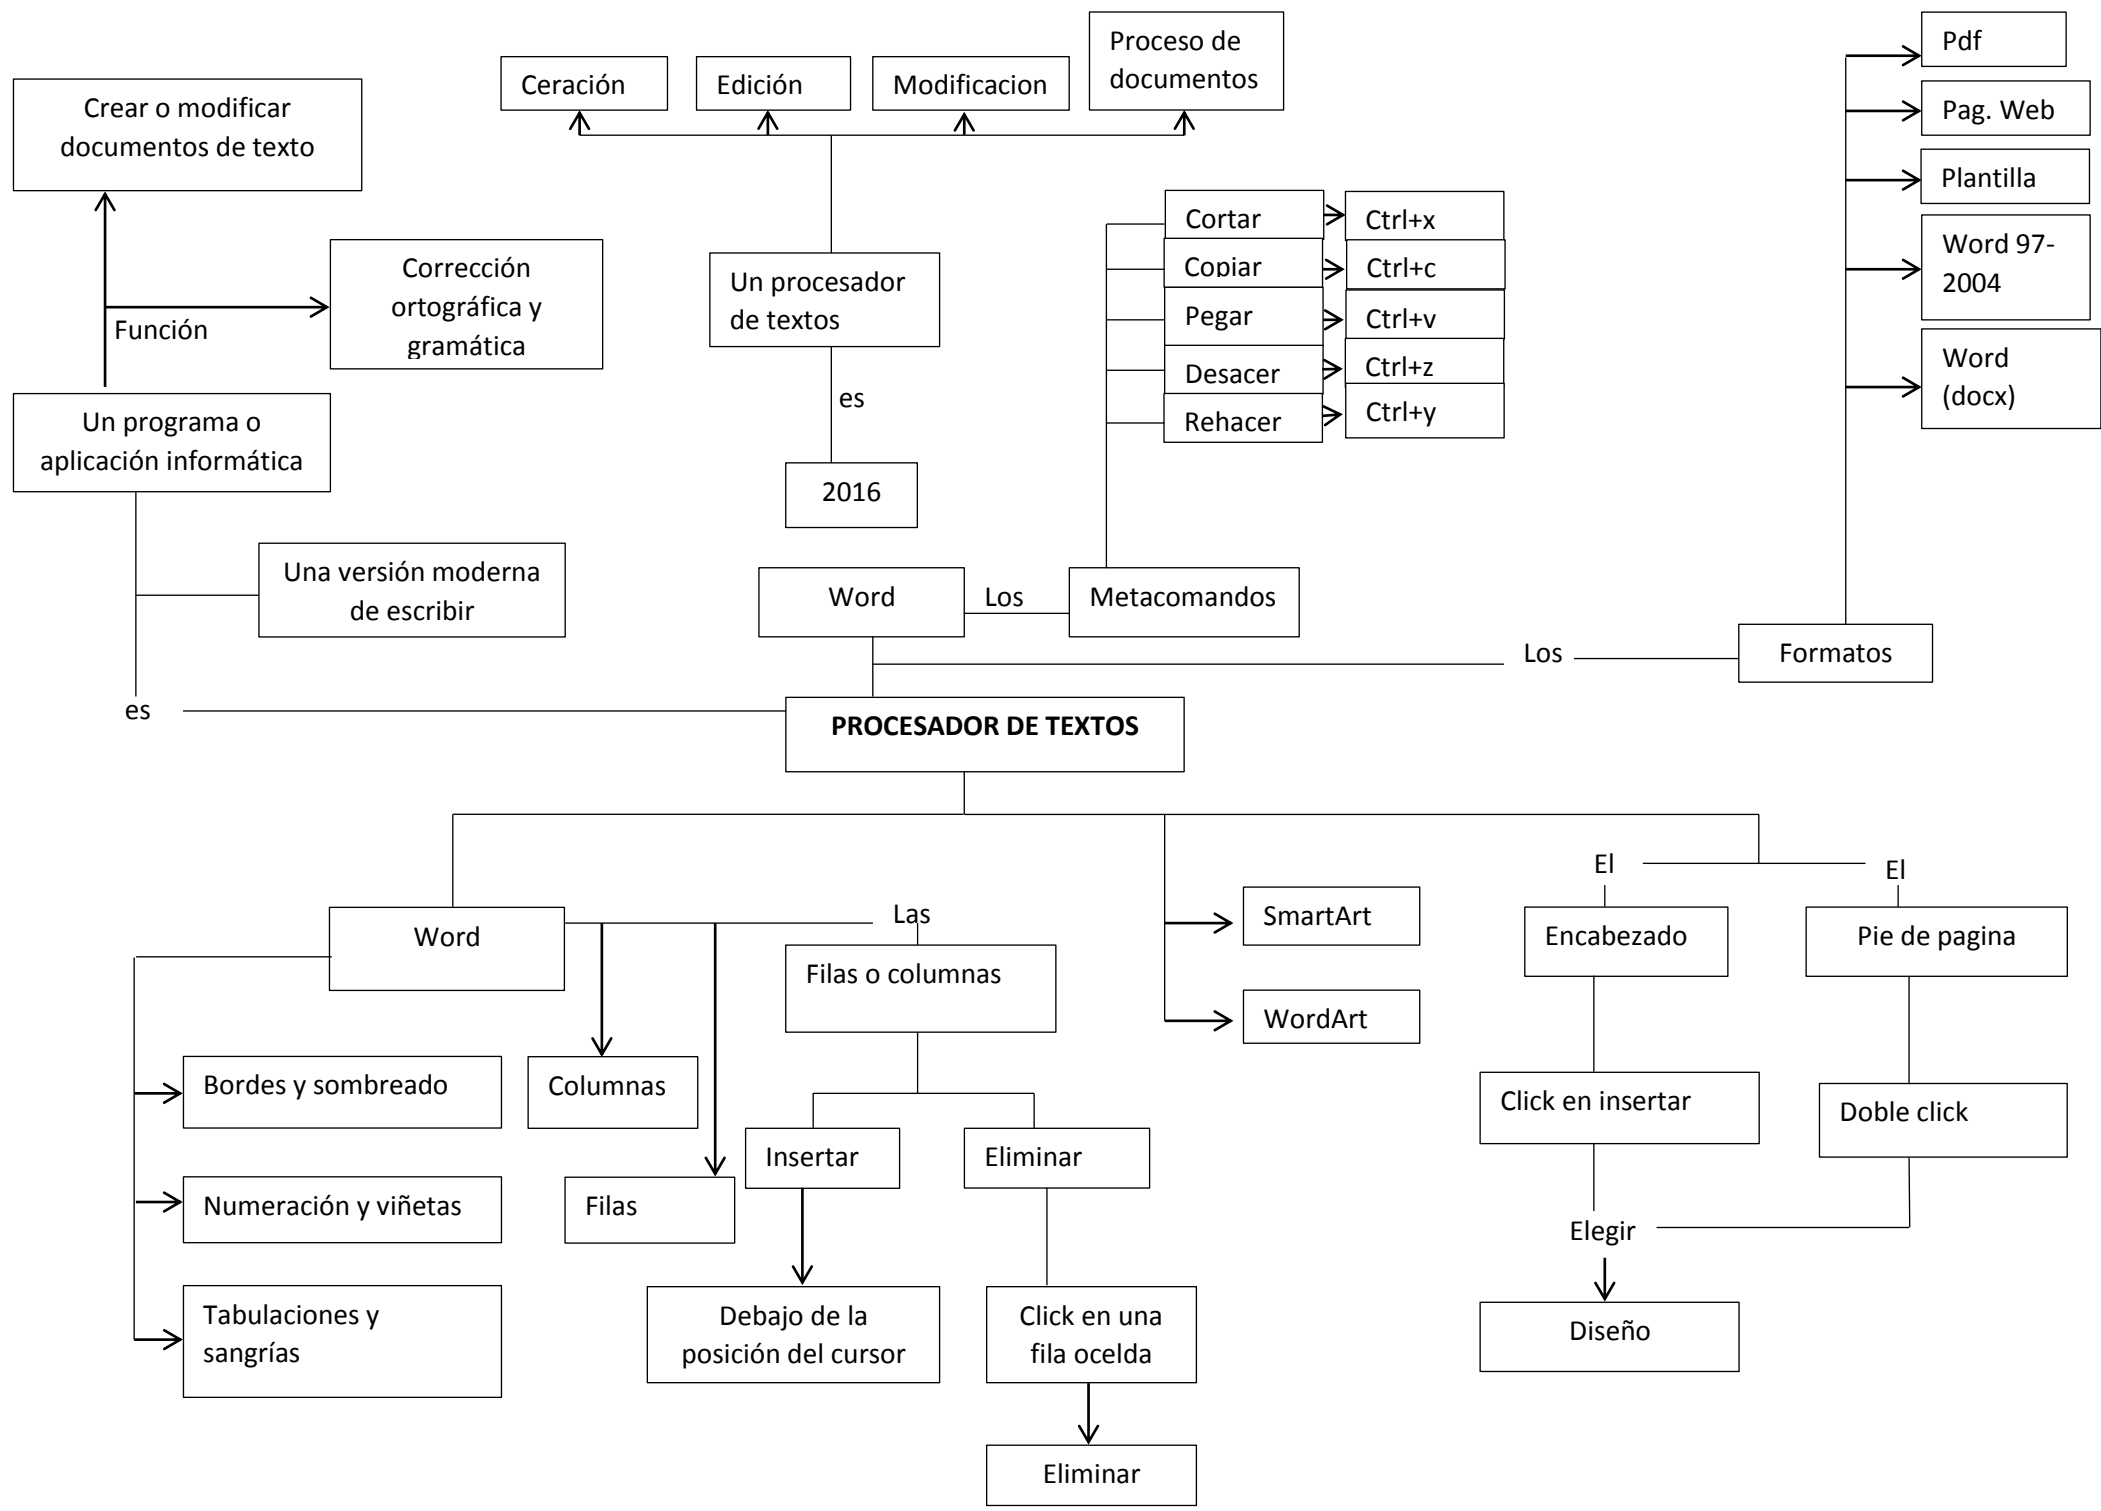 Crear o modificar
documentos de texto
Ceración
Edición
Modificacion
Proceso de
documentos
Pdf
Pag. Web
Plantilla
Word 97-
2004
Word
(docx)
Corrección
ortográfica y
gramática
Función
Un procesador
de textos
Cortar
Ctrl+x
Copiar
Ctrl+c
Pegar
Ctrl+v
Desacer
Ctrl+z
Rehacer
Ctrl+y
Un programa o
aplicación informática
es
2016
Una versión moderna
de escribir
Word
Los
Metacomandos
Los
Formatos
es
PROCESADOR DE TEXTOS
Word
Las
Filas o columnas
SmartArt
WordArt
El
El
Encabezado
Pie de pagina
Bordes y sombreado
Columnas
Click en insertar
Doble click
Numeración y viñetas
Filas
Insertar
Eliminar
Elegir
Tabulaciones y
sangrías
Debajo de la
posición del cursor
Click en una
fila ocelda
Diseño
Eliminar